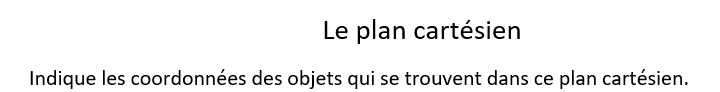 Le plan cartésien
Indique les coordonnées des objets qui se trouvent dans ce plan cartésien.